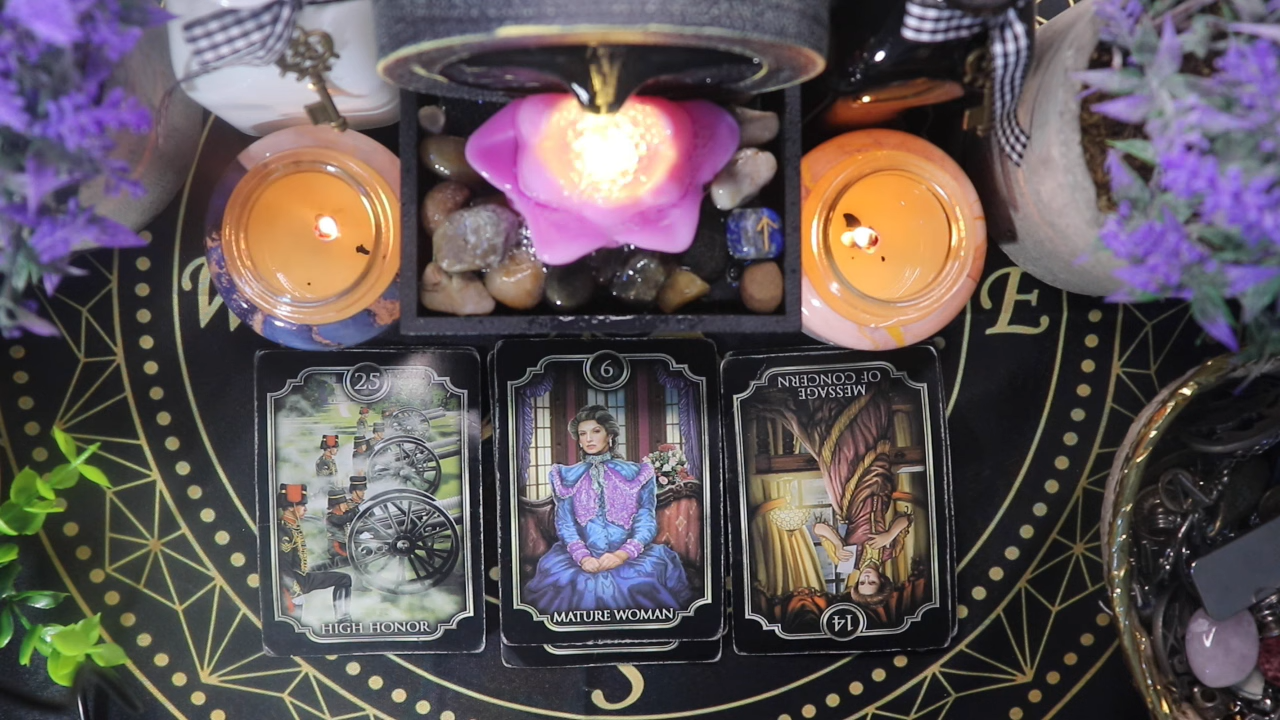 W
E
25
HIGH HONOR
6
MATURE WOMAN
MESSAGE
OF CONCERN
14
S